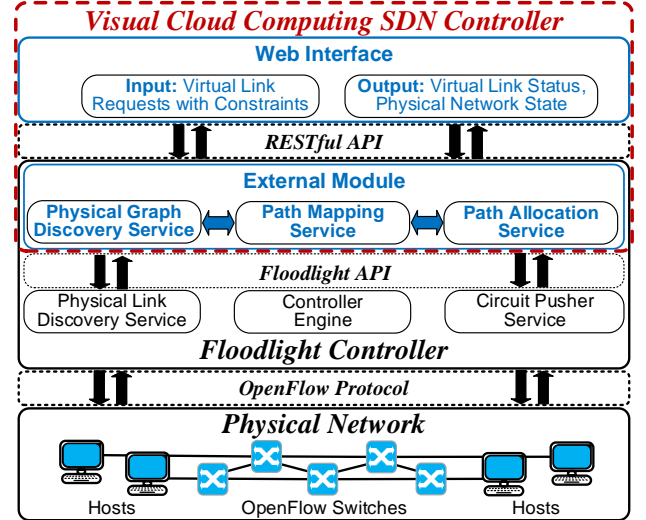 Visual Cloud Computing SDN Controller
Web Interface
Input: Virtual Link
Requests with Constraints
Output: Virtual Link Status,
Physical Network State
RESTful API
External Module
Physical Graph
Discovery Service
Path Mapping
Service
Path Allocation
Service
Floodlight API
Physical Link
Discovery Service
Controller
Engine
Circuit Pusher
Service
Floodlight Controller
OpenFlow Protocol
Physical Network
Hosts
OpenFlow Switches
Hosts